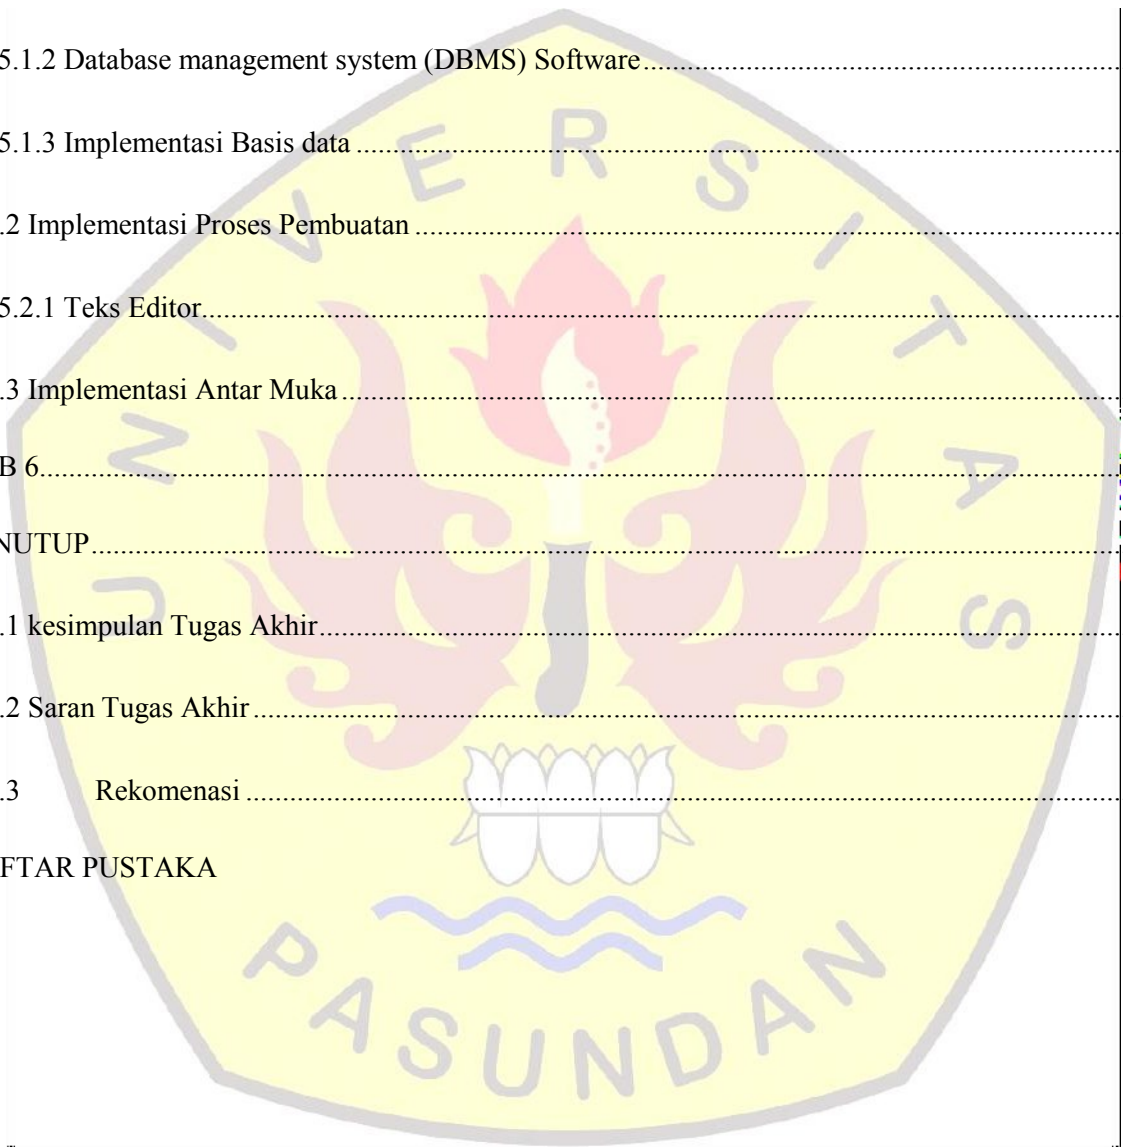 5.1.2 Database management system (DBMS) Software........................................................................
5.1.3 Implementasi Basis data ........................................................................
.2 Implementasi Proses Pembuatan ........................................................................
5.2.1 Teks Editor........................................................................
.3 Implementasi Antar Muka ........................................................................
B 6........................................................................
NUTUP........................................................................
.1 kesimpulan Tugas Akhir........................................................................
.2 Saran Tugas Akhir ........................................................................
.3 Rekomenasi ........................................................................
FTAR PUSTAKA
UNIVERSITAS
PASUNDAN